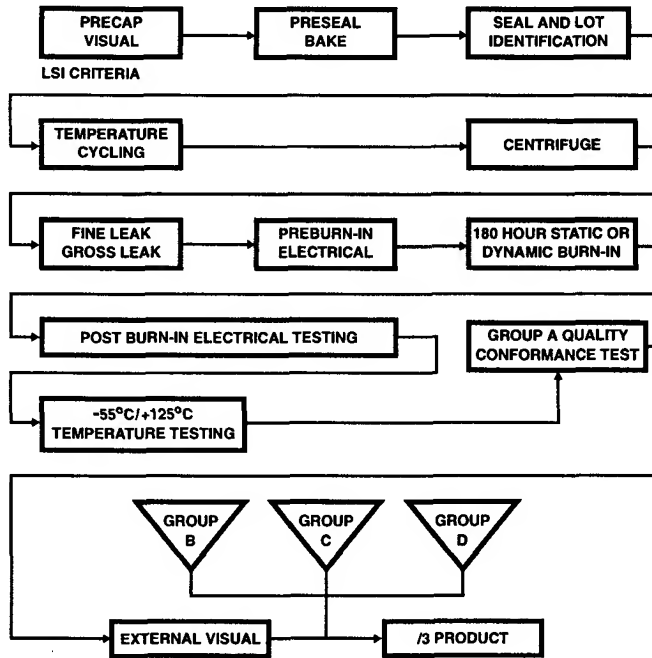 PRECAP
VISUAL
PRESEAL
BAKE
SEAL AND LOT
IDENTIFICATION
LSI CRITERIA
TEMPERATURE
CYCLING
CENTRIFUGE
FINE LEAK
GROSS LEAK
PREBURN-IN
ELECTRICAL
180 HOUR STATIC OR
DYNAMIC BURN-IN
POST BURN-IN ELECTRICAL TESTING
GROUP A QUALITY
CONFORMANCE TEST
-55°C/+125°C
TEMPERATURE TESTING
GROUP
B
GROUP
C
GROUP
D
EXTERNAL VISUAL
/3 PRODUCT